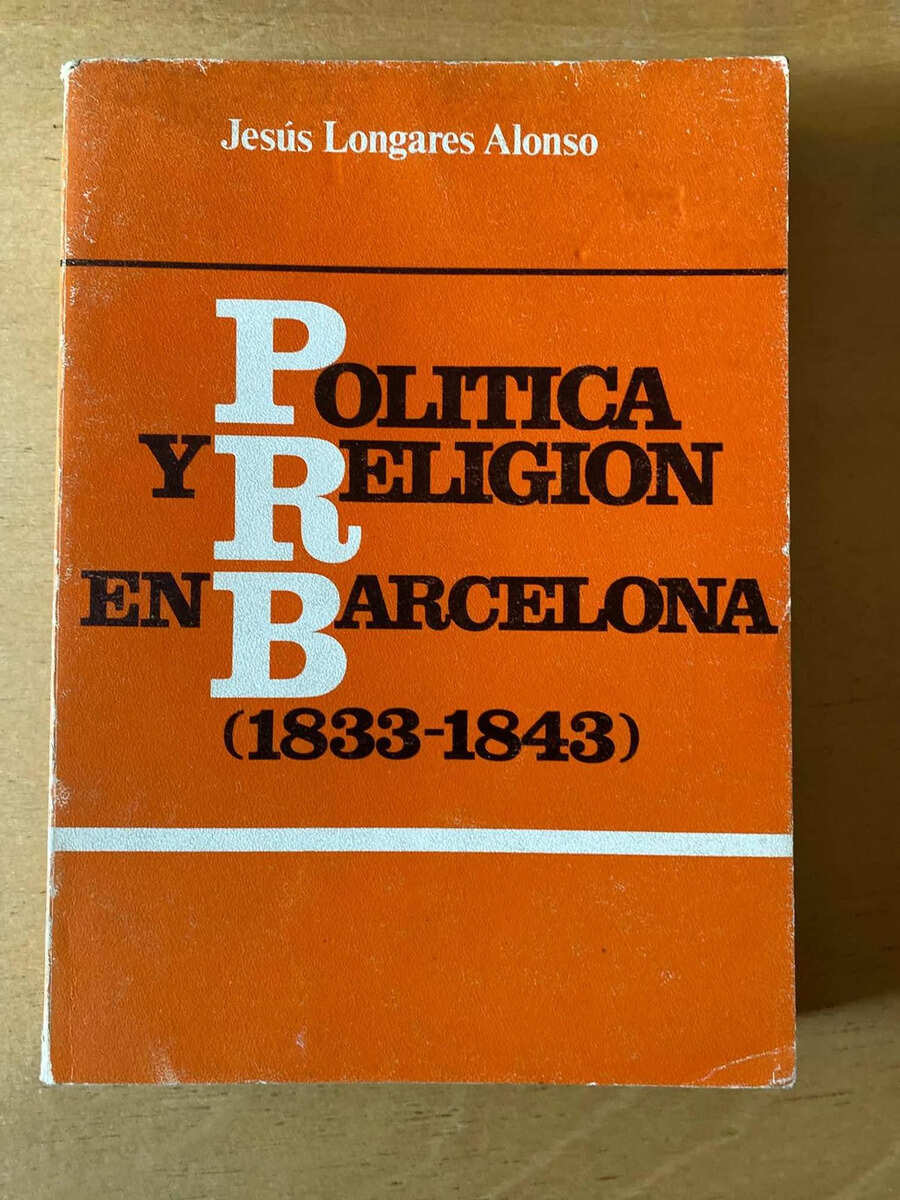 Jesús Longares Alonso
POLITICA
Y RELIGION
EN BARCELONA
(1833-1843)